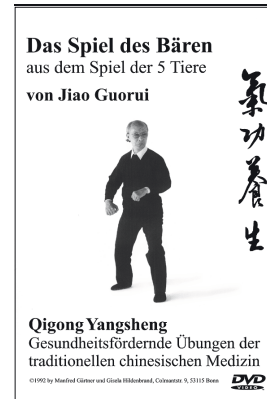 Das Spiel des Bären
aus dem Spiel der 5 Tiere
von Jiao Guorui
氣功養生
Qigong Yangsheng
Gesundheitsfördernde Übungen der
traditionellen chinesischen Medizin
©1992 by Manfred Gärtner und Gisela Hildenbrand, Colmantstr. 9, 53115 Bonn
DVD
VIDEO